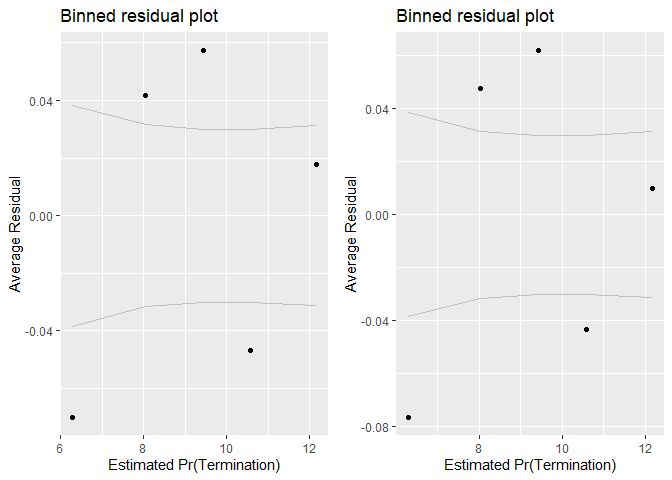 Binned residual plot
Average Residual
0.04
0.00
-0.04
6
8
10
12
Estimated Pr(Termination)
Binned residual plot
Average Residual
0.04
0.00
-0.04
-0.08
8
10
12
Estimated Pr(Termination)